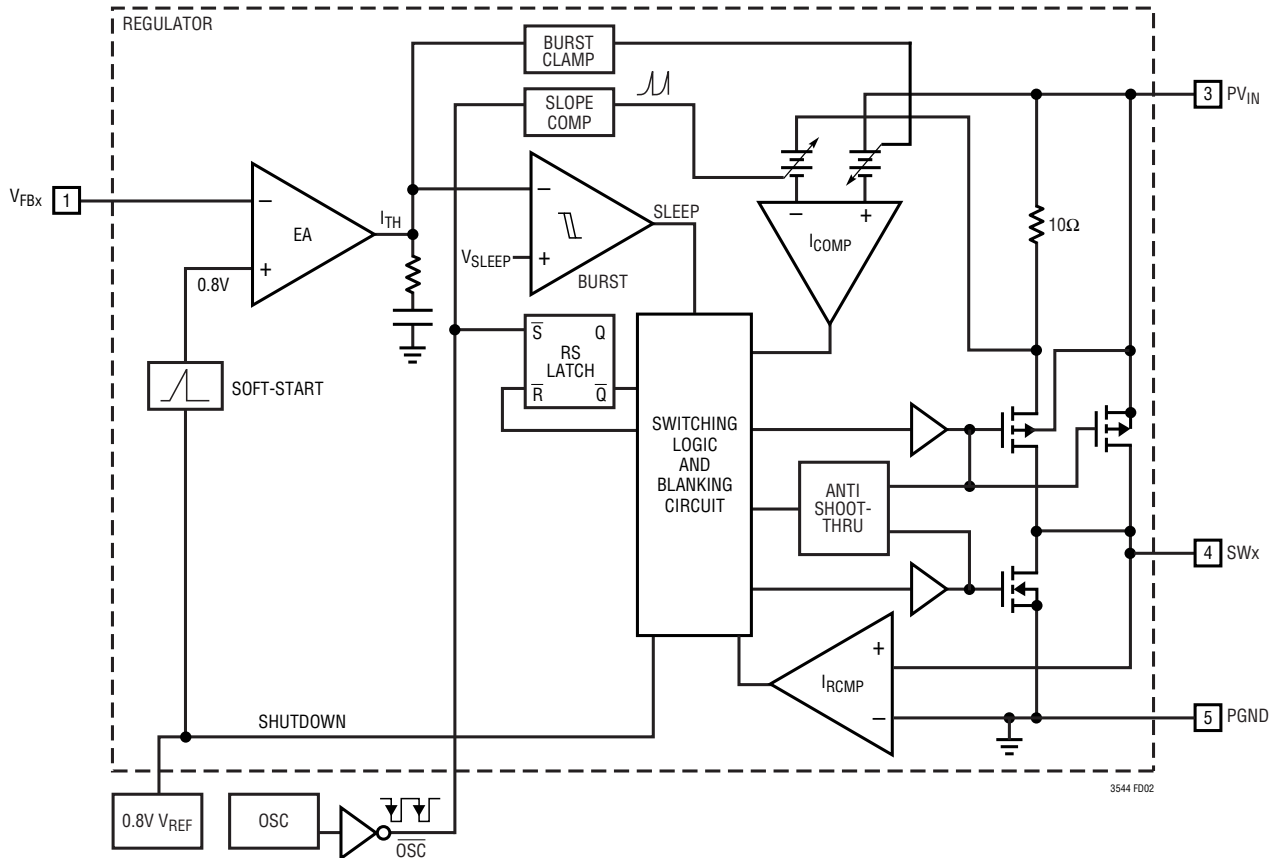 REGULATOR
BURST
CLAMP
SLOPE
COMP
3 PVIN
VFBx 1
−
EA
+
0.8V
ITH
−
+
VSLEEP
BURST
SLEEP
−
+
ICOMP
10Ω
S̅ Q
RS
LATCH
R̅ Q̅
SOFT-START
SWITCHING
LOGIC
AND
BLANKING
CIRCUIT
ANTI
SHOOT-
THRU
4 SWx
+
IRCMP
−
5 PGND
SHUTDOWN
3544 FD02
0.8V VREF
OSC
O̅S̅C̅